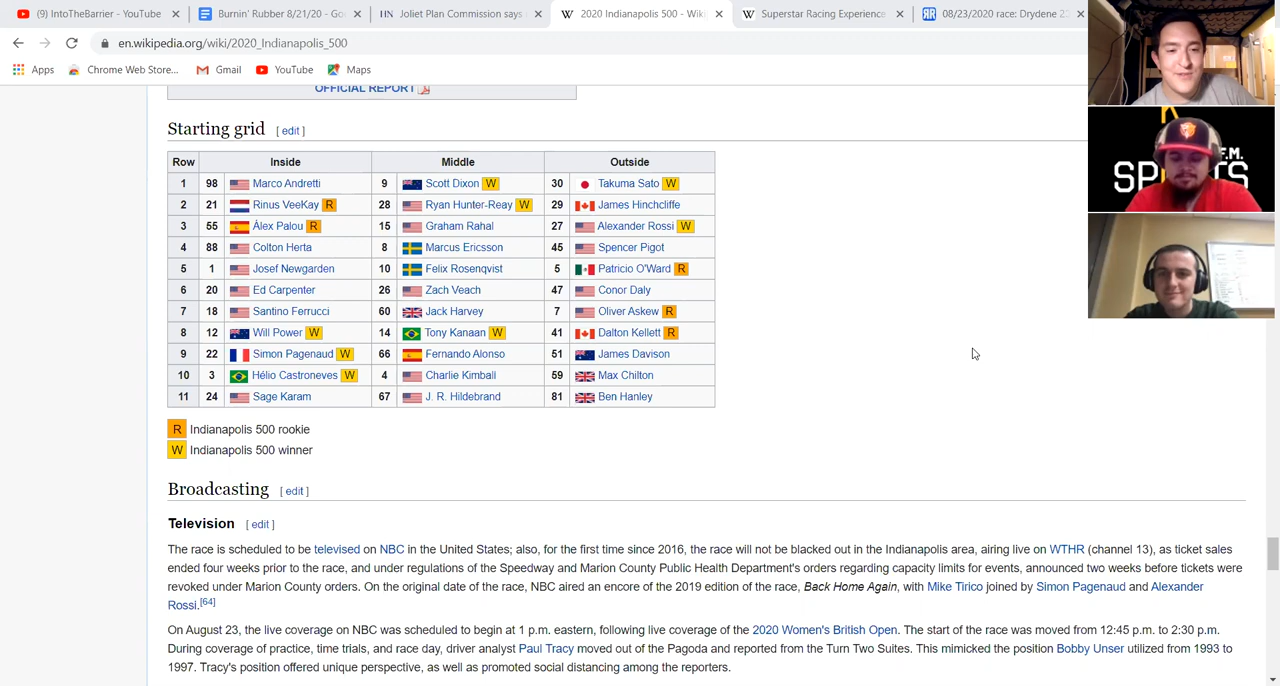 (9) IntoTheBarrier - YouTube
Burnin' Rubber 8/21/20 - Go
Joliet Plan Commission says
2020 Indianapolis 500 - Wiki
Superstar Racing Experience
08/23/2020 race: Drydene 2
en.wikipedia.org/wiki/2020_Indianapolis_500
Apps Chrome Web Store... Gmail YouTube Maps
OFFICIAL REPORT
Starting grid [ edit ]
Row Inside Middle Outside
1 98 Marco Andretti 9 Scott Dixon W 30 Takuma Sato W
2 21 Rinus VeeKay R 28 Ryan Hunter-Reay W 29 James Hinchcliffe
3 55 Álex Palou R 15 Graham Rahal 27 Alexander Rossi W
4 88 Colton Herta 8 Marcus Ericsson 45 Spencer Pigot
5 1 Josef Newgarden 10 Felix Rosenqvist 5 Patricio O'Ward R
6 20 Ed Carpenter 26 Zach Veach 47 Conor Daly
7 18 Santino Ferrucci 60 Jack Harvey 7 Oliver Askew R
8 12 Will Power W 14 Tony Kanaan W 41 Dalton Kellett R
9 22 Simon Pagenaud W 66 Fernando Alonso 51 James Davison
10 3 Hélio Castroneves W 4 Charlie Kimball 59 Max Chilton
11 24 Sage Karam 67 J. R. Hildebrand 81 Ben Hanley
R Indianapolis 500 rookie
W Indianapolis 500 winner
Broadcasting [ edit ]
Television [ edit ]
The race is scheduled to be televised on NBC in the United States; also, for the first time since 2016, the race will not be blacked out in the Indianapolis area, airing live on WTHR (channel 13), as ticket sales
ended four weeks prior to the race, and under regulations of the Speedway and Marion County Public Health Department's orders regarding capacity limits for events, announced two weeks before tickets were
revoked under Marion County orders. On the original date of the race, NBC aired an encore of the 2019 edition of the race, Back Home Again, with Mike Tirico joined by Simon Pagenaud and Alexander
Rossi.[64]
On August 23, the live coverage on NBC was scheduled to begin at 1 p.m. eastern, following live coverage of the 2020 Women's British Open. The start of the race was moved from 12:45 p.m. to 2:30 p.m.
During coverage of practice, time trials, and race day, driver analyst Paul Tracy moved out of the Pagoda and reported from the Turn Two Suites. This mimicked the position Bobby Unser utilized from 1993 to
1997. Tracy's position offered unique perspective, as well as promoted social distancing among the reporters.
F.M.
SP TS